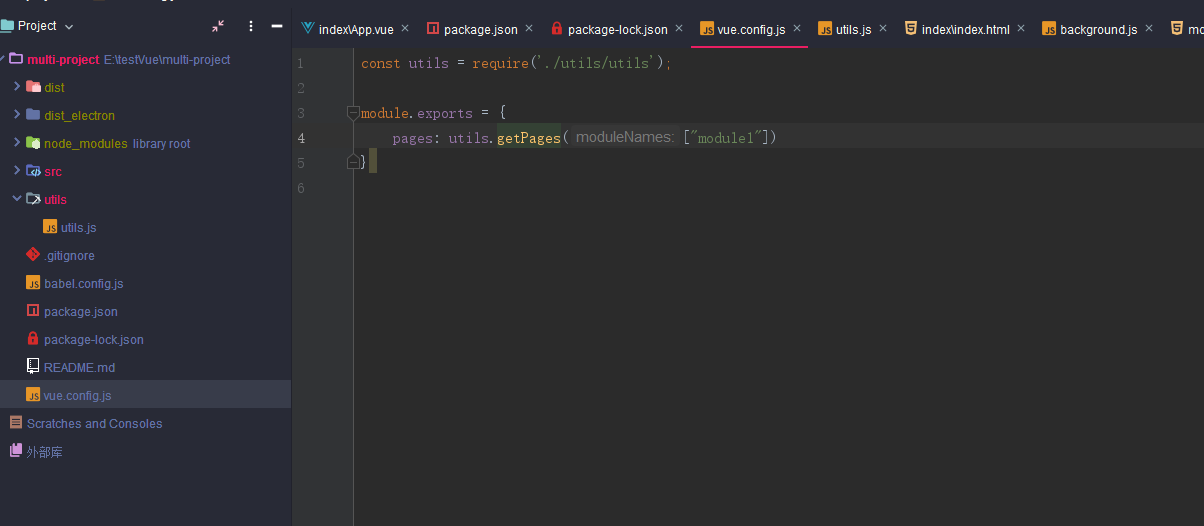 Project
index\App.vue
package.json
package-lock.json
vue.config.js
utils.js
index\index.html
background.js
multi-project E:\testVue\multi-project
dist
dist_electron
node_modules library root
src
utils
utils.js
.gitignore
babel.config.js
package.json
package-lock.json
README.md
vue.config.js
Scratches and Consoles
外部库
1 const utils = require('./utils/utils');
2
3 module.exports = {
4 pages: utils.getPages( moduleNames: ["module1"])
5 }
6